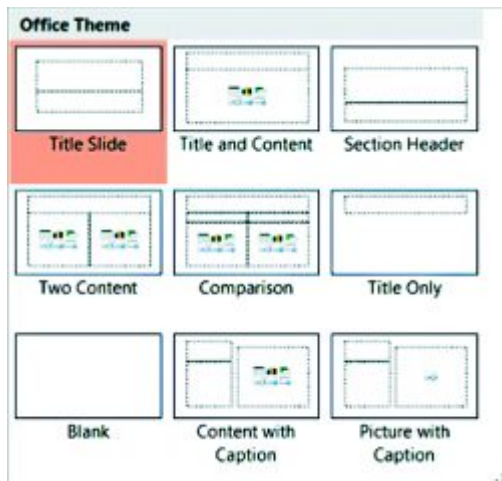 Office Theme
Title Slide
Title and Content
Section Header
Two Content
Comparison
Title Only
Blank
Content with
Caption
Picture with
Caption